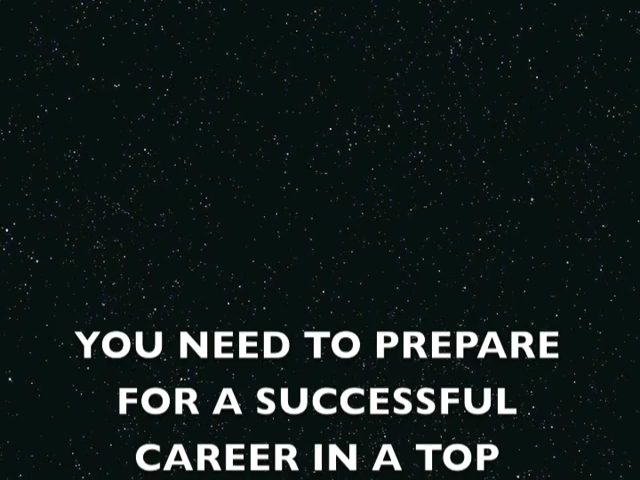 YOU NEED TO PREPARE
FOR A SUCCESSFUL
CAREER IN A TOP